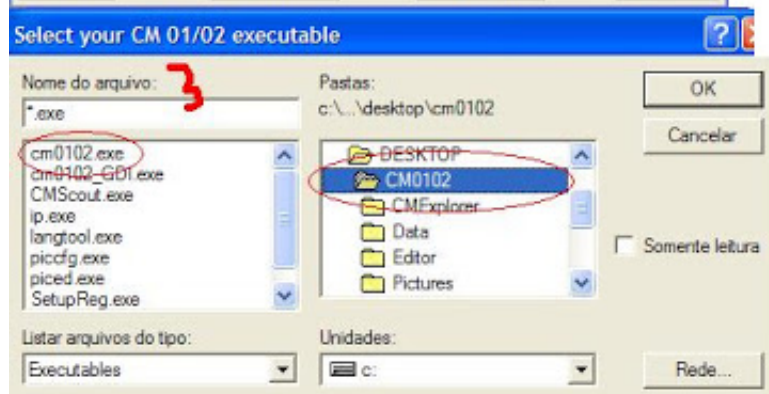 Select your CM 01/02 executable
Nome do arquivo:
3
*.exe
cm0102.exe
cm0102_GDI.exe
CMScout.exe
ip.exe
langtool.exe
piccfg.exe
piced.exe
SetupReg.exe
Listar arquivos do tipo:
Executables
Pastas:
c:\...\desktop\cm0102
DESKTOP
CM0102
CMExplorer
Data
Editor
Pictures
Unidades:
c:
OK
Cancelar
Somente leitura
Rede...